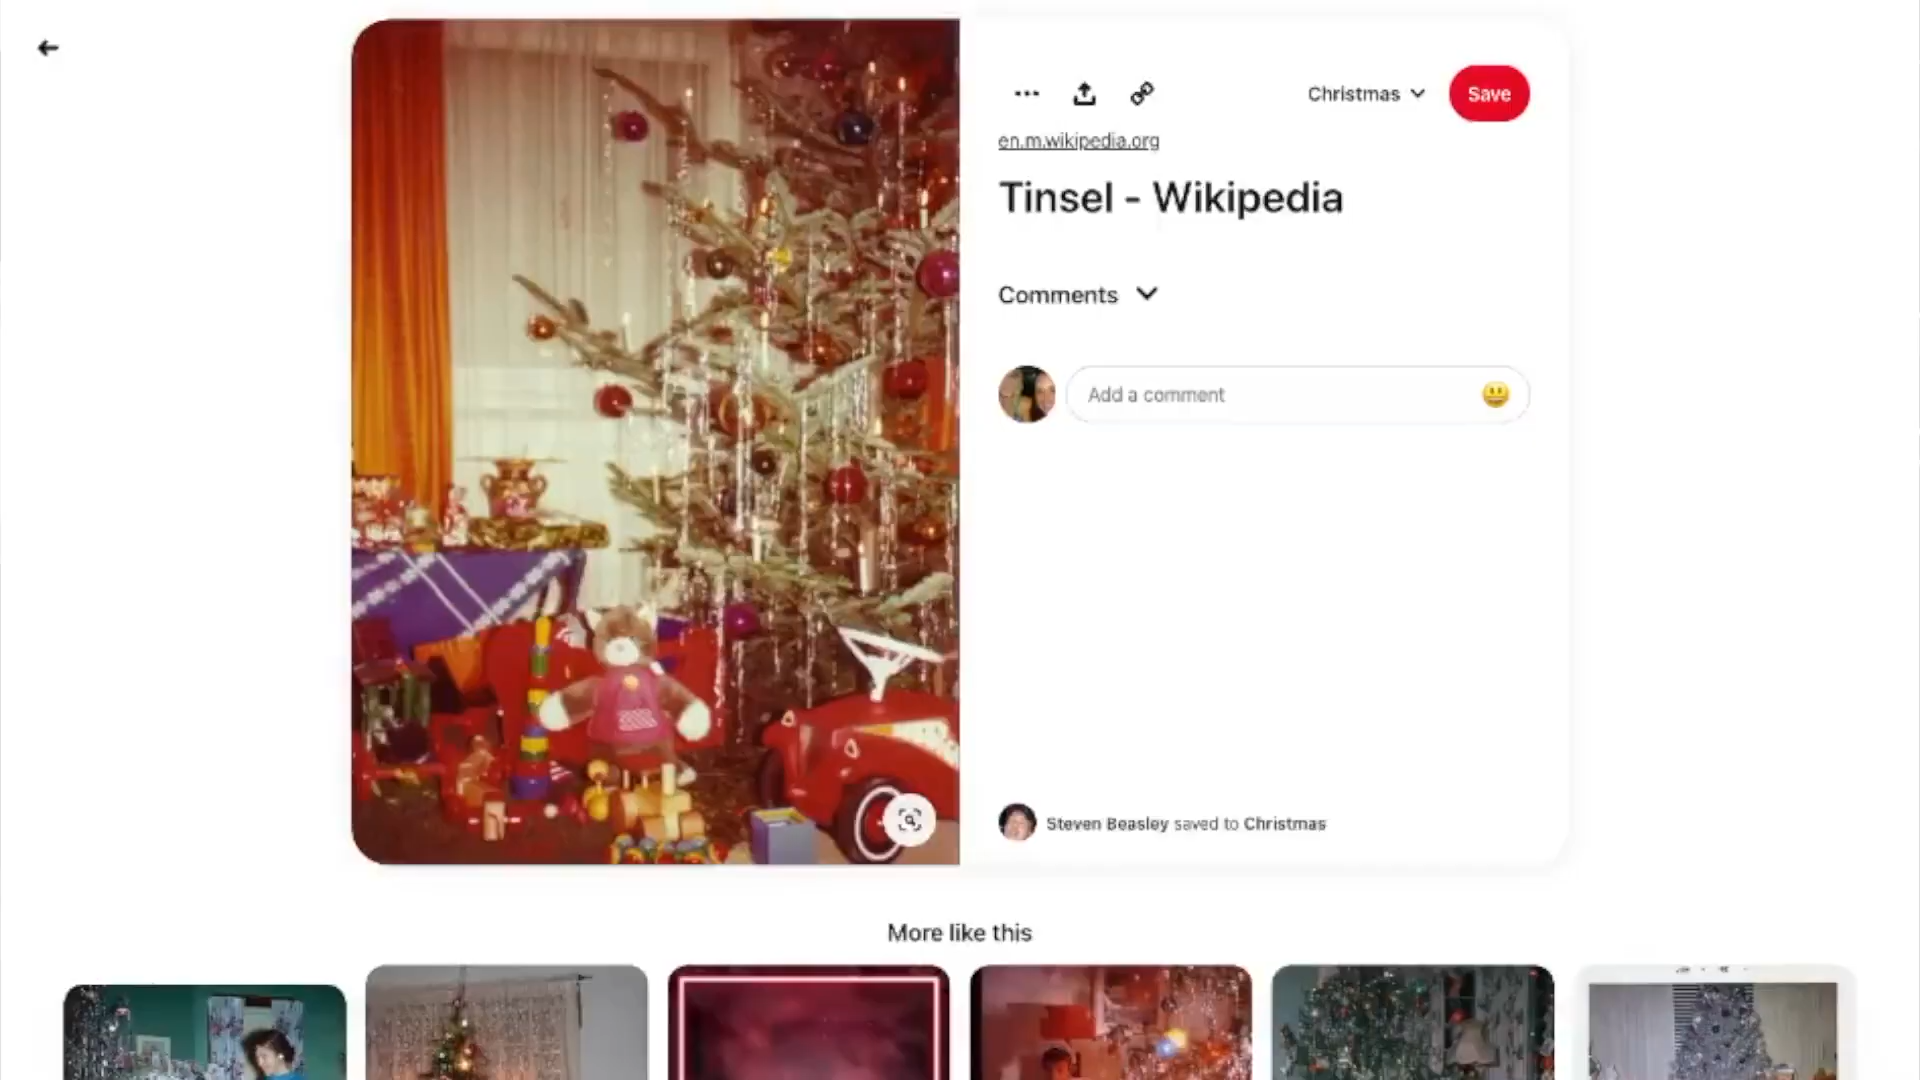 Christmas
Save
en.m.wikipedia.org
Tinsel - Wikipedia
Comments
Add a comment
Steven Beasley saved to Christmas
More like this